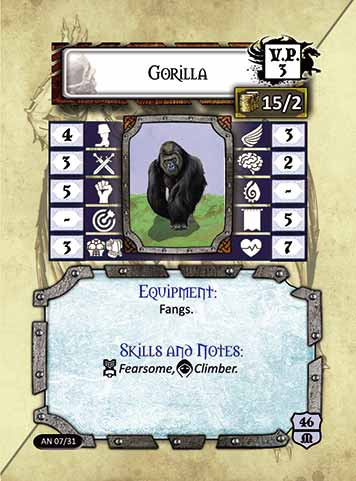 GORILLA
V.P.
3
15/2
4 3
3 2
5 -
- 5
3 7
EQUIPMENT:
Fangs.
SKILLS AND NOTES:
Fearsome, Climber.
46
M
AN 07/31